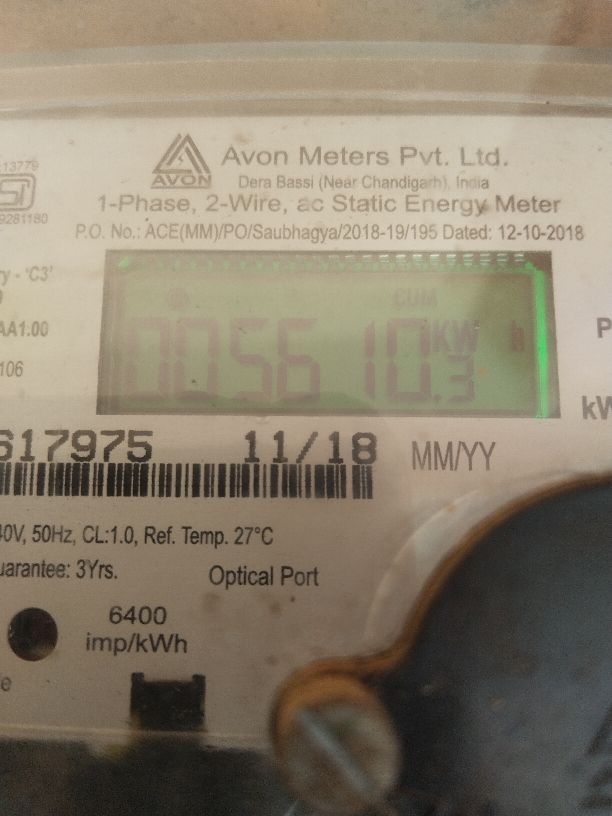 13779
9281180
AVON
Avon Meters Pvt. Ltd.
Dera Bassi (Near Chandigarh), India
1-Phase, 2-Wire, ac Static Energy Meter
P.O. No.: ACE(MM)/PO/Saubhagya/2018-19/195 Dated: 12-10-2018
ry - 'C3'
AA1.00
106
CUM
005610.3 KW h
P
kW
617975 11/18 MM/YY
40V, 50Hz, CL:1.0, Ref. Temp. 27°C
uarantee: 3Yrs.
Optical Port
6400
imp/kWh
e